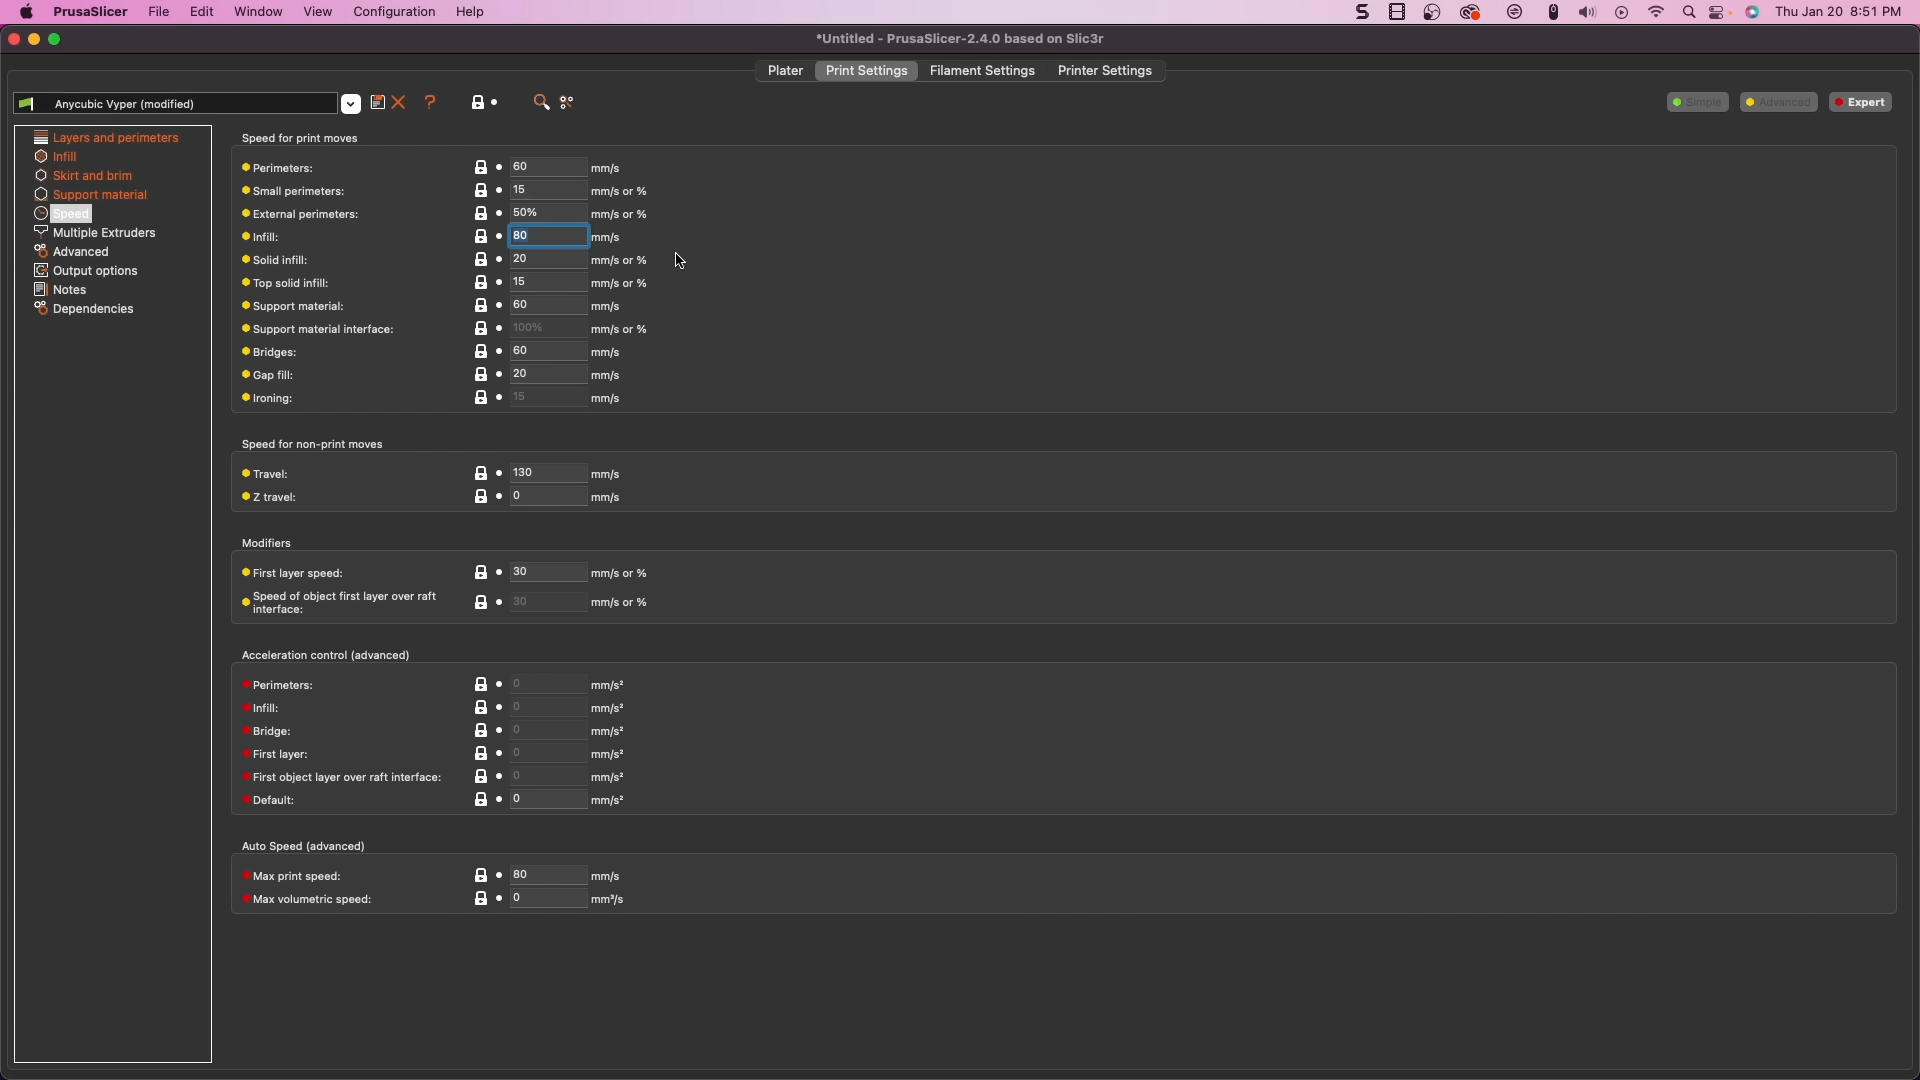 PrusaSlicer File Edit Window View Configuration Help Thu Jan 20 8:51 PM
*Untitled - PrusaSlicer-2.4.0 based on Slic3r
Plater Print Settings Filament Settings Printer Settings
Anycubic Vyper (modified) ? Simple Advanced Expert
Layers and perimeters
Infill
Skirt and brim
Support material
Speed
Multiple Extruders
Advanced
Output options
Notes
Dependencies
Speed for print moves
Perimeters: 60 mm/s
Small perimeters: 15 mm/s or %
External perimeters: 50% mm/s or %
Infill: 80 mm/s
Solid infill: 20 mm/s or %
Top solid infill: 15 mm/s or %
Support material: 60 mm/s
Support material interface: 100% mm/s or %
Bridges: 60 mm/s
Gap fill: 20 mm/s
Ironing: 15 mm/s
Speed for non-print moves
Travel: 130 mm/s
Z travel: 0 mm/s
Modifiers
First layer speed: 30 mm/s or %
Speed of object first layer over raft
interface: 30 mm/s or %
Acceleration control (advanced)
Perimeters: 0 mm/s²
Infill: 0 mm/s²
Bridge: 0 mm/s²
First layer: 0 mm/s²
First object layer over raft interface: 0 mm/s²
Default: 0 mm/s²
Auto Speed (advanced)
Max print speed: 80 mm/s
Max volumetric speed: 0 mm³/s